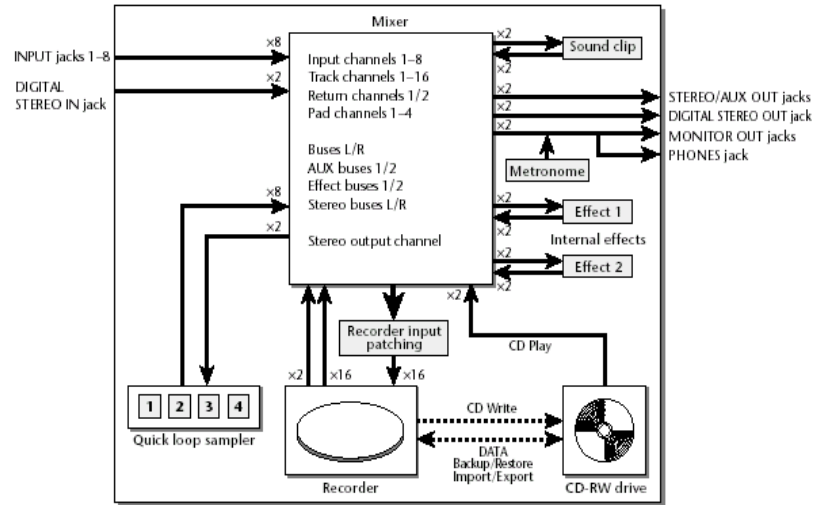 Mixer
INPUT jacks 1–8
×8
DIGITAL
STEREO IN jack
×2
Input channels 1–8
Track channels 1–16
Return channels 1/2
Pad channels 1–4
Buses L/R
AUX buses 1/2
Effect buses 1/2
Stereo buses L/R
Stereo output channel
×2
Sound clip
×2
×2
STEREO/AUX OUT jacks
×2
DIGITAL STEREO OUT jack
×2
MONITOR OUT jacks
PHONES jack
Metronome
×8
×2
×2
Effect 1
×2
Internal effects
×2
Effect 2
×2
×2
Recorder input
patching
CD Play
×2
×16
×16
1 2 3 4
Quick loop sampler
CD Write
DATA
Backup/Restore
Import/Export
Recorder
CD-RW drive